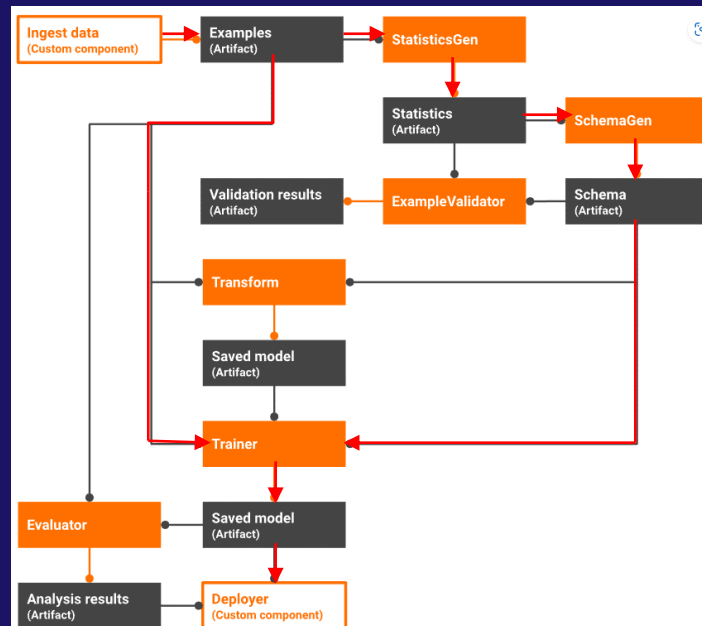 Ingest data
(Custom component)
Examples
(Artifact)
StatisticsGen
Statistics
(Artifact)
SchemaGen
Validation results
(Artifact)
ExampleValidator
Schema
(Artifact)
Transform
Saved model
(Artifact)
Trainer
Evaluator
Saved model
(Artifact)
Analysis results
(Artifact)
Deployer
(Custom component)